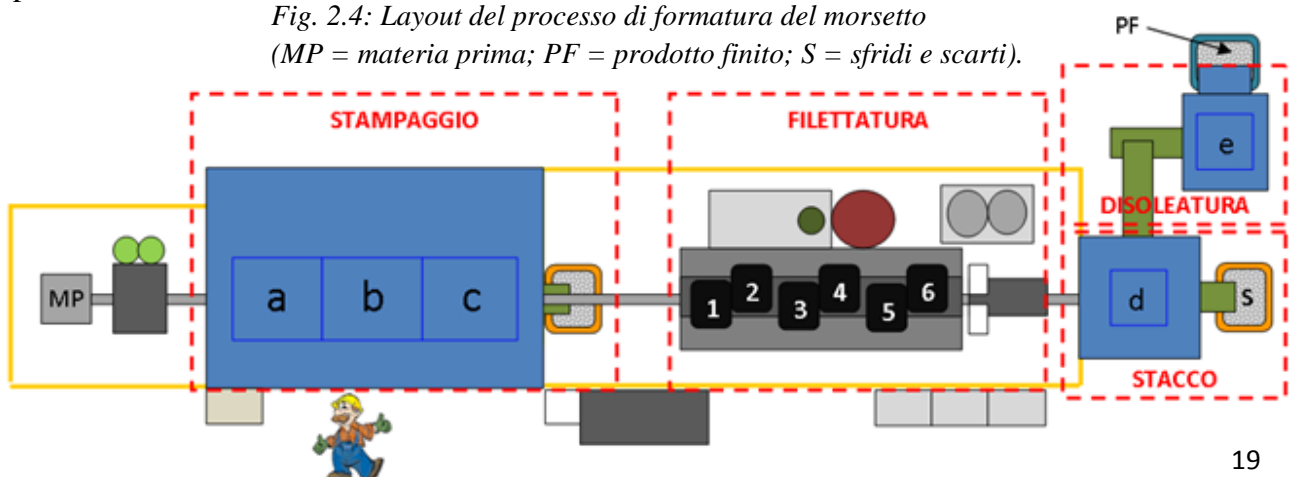 Fig. 2.4: Layout del processo di formatura del morsetto
(MP = materia prima; PF = prodotto finito; S = sfridi e scarti).
PF
STAMPAGGIO
FILETTATURA
e
DISOLEATURA
MP
a
b
c
1
2
3
4
5
6
d
S
STACCO
19